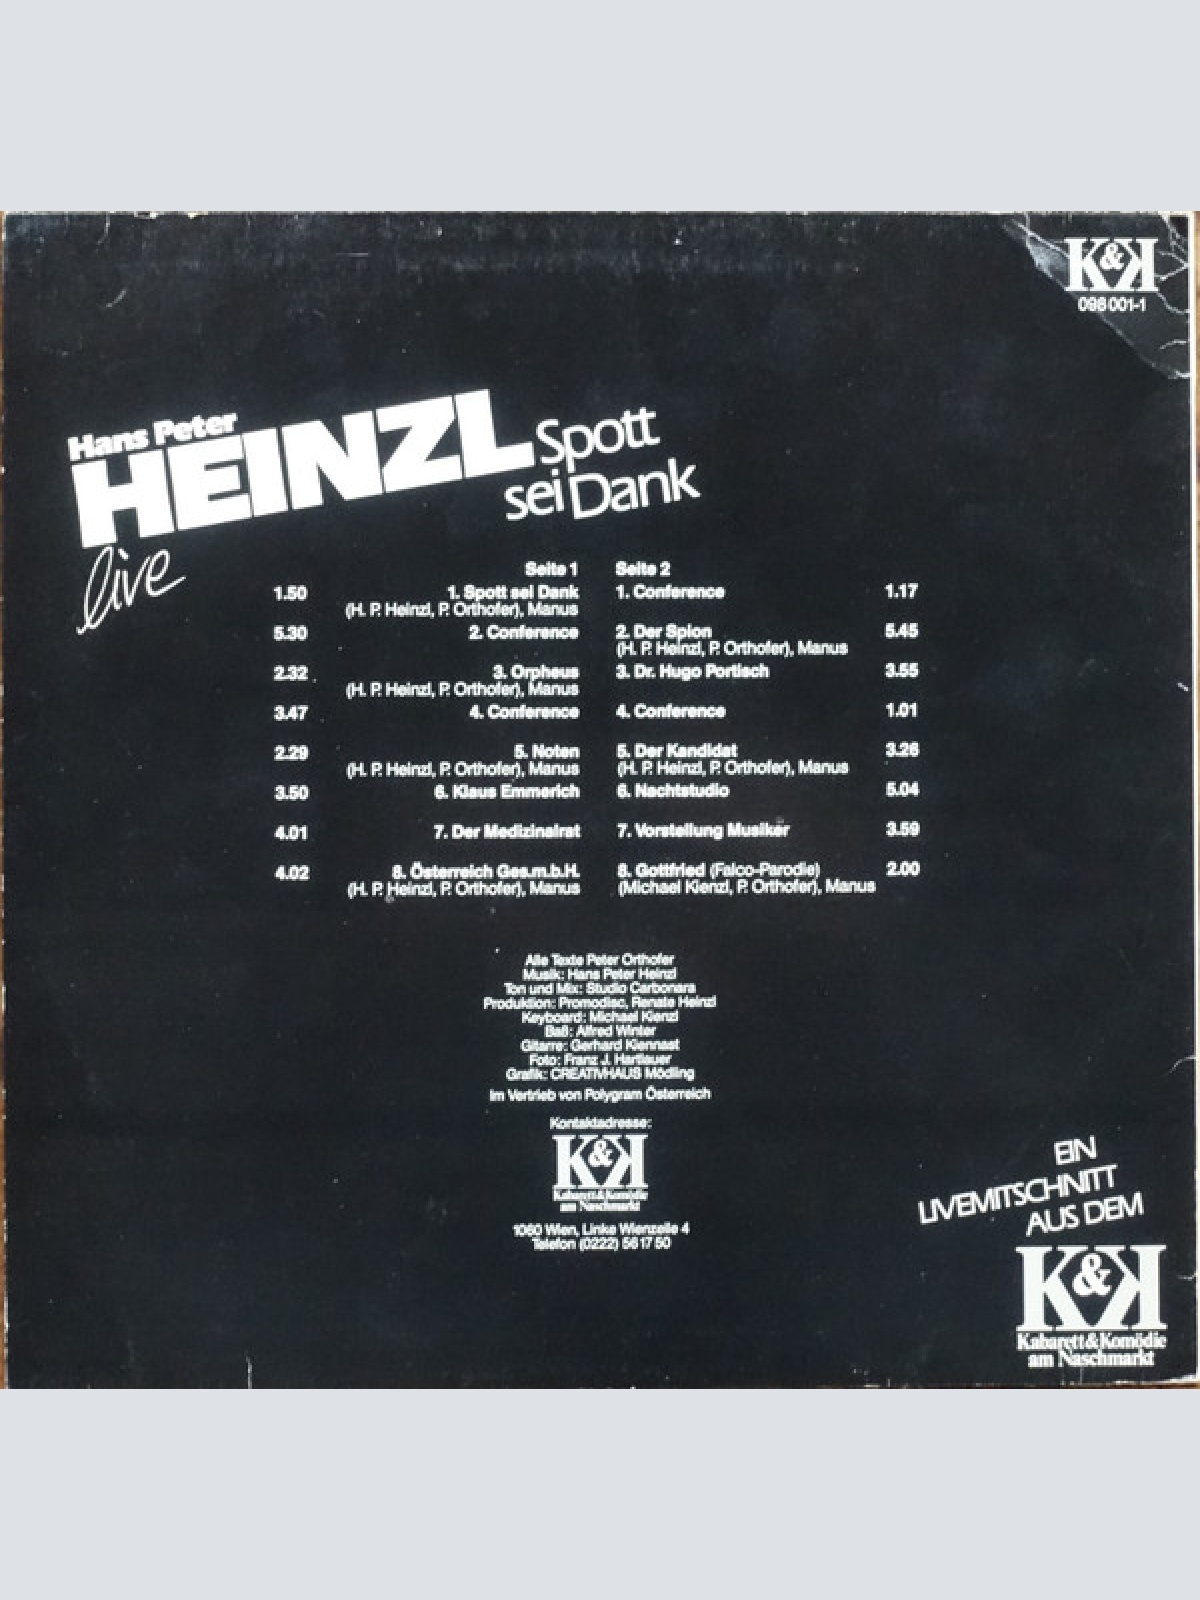 K&K
098 001-1
Hans Peter
HEINZL
live
Spott
sei Dank
Seite 1
1.50 1. Spott sei Dank
(H. P. Heinzl, P. Orthofer), Manus
5.30 2. Conference
2.32 3. Orpheus
(H. P. Heinzl, P. Orthofer), Manus
3.47 4. Conference
2.29 5. Noten
(H. P. Heinzl, P. Orthofer), Manus
3.50 6. Klaus Emmerich
4.01 7. Der Medizinalrat
4.02 8. Österreich Ges.m.b.H.
(H. P. Heinzl, P. Orthofer), Manus
Seite 2
1. Conference 1.17
2. Der Spion 5.45
(H. P. Heinzl, P. Orthofer), Manus
3. Dr. Hugo Portisch 3.55
4. Conference 1.01
5. Der Kandidat 3.26
(H. P. Heinzl, P. Orthofer), Manus
6. Nachtstudio 5.04
7. Vorstellung Musiker 3.59
8. Gottfried (Falco-Parodie) 2.00
(Michael Kienzl, P. Orthofer), Manus
Alle Texte Peter Orthofer
Musik: Hans Peter Heinzl
Ton und Mix: Studio Carbonara
Produktion: Promodisc, Renate Heinzl
Keyboard: Michael Kienzl
Baß: Alfred Winter
Gitarre: Gerhard Kiennast
Foto: Franz J. Hartlauer
Grafik: CREATIVHAUS Mödling
Im Vertrieb von Polygram Österreich
Kontaktadresse:
K&K
Kabarett & Komödie
am Naschmarkt
1060 Wien, Linke Wienzeile 4
Telefon (0222) 56 17 50
EIN
LIVEMITSCHNITT
AUS DEM
K&K
Kabarett & Komödie
am Naschmarkt